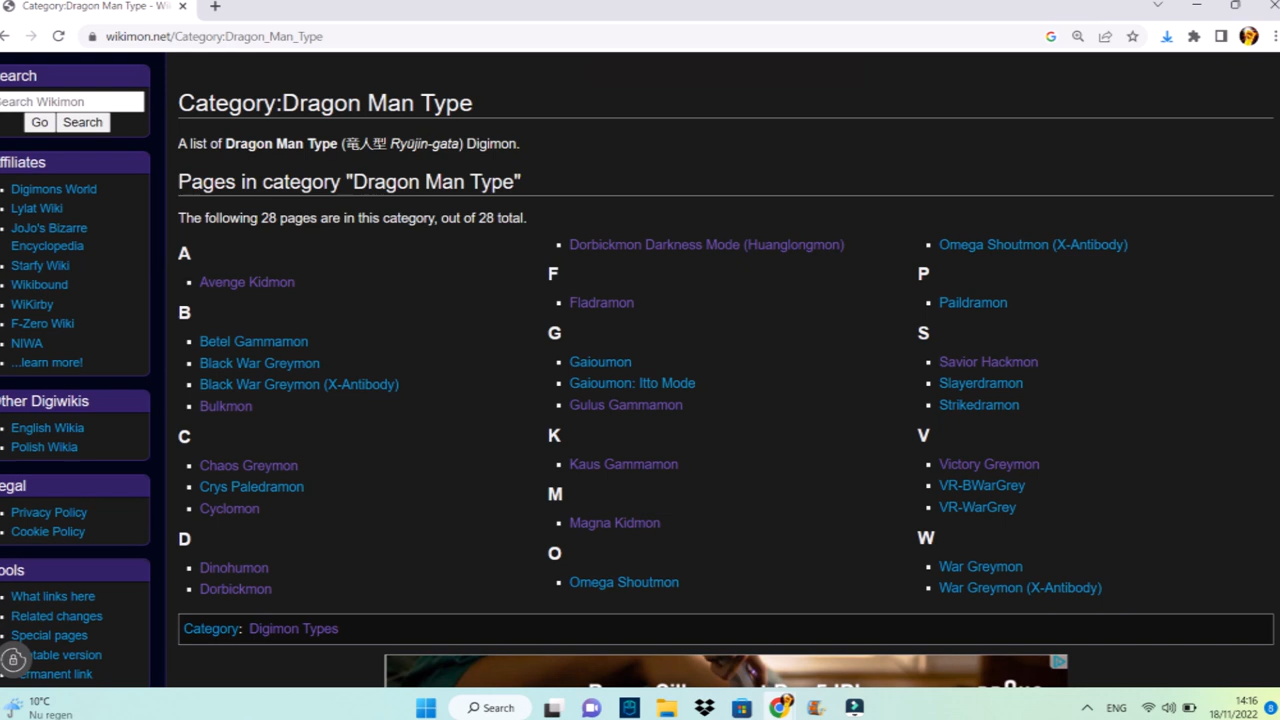 Category:Dragon Man Type - Wi
wikimon.net/Category:Dragon_Man_Type
earch
Search Wikimon
Go Search
ffiliates
Digimons World
Lylat Wiki
JoJo's Bizarre
Encyclopedia
Starfy Wiki
Wikibound
WiKirby
F-Zero Wiki
NIWA
...learn more!
ther Digiwikis
English Wikia
Polish Wikia
egal
Privacy Policy
Cookie Policy
ools
What links here
Related changes
Special pages
table version
ermanent link
Category:Dragon Man Type
A list of Dragon Man Type (竜人型 Ryūjin-gata) Digimon.
Pages in category "Dragon Man Type"
The following 28 pages are in this category, out of 28 total.
A
Avenge Kidmon
B
Betel Gammamon
Black War Greymon
Black War Greymon (X-Antibody)
Bulkmon
C
Chaos Greymon
Crys Paledramon
Cyclomon
D
Dinohumon
Dorbickmon
Dorbickmon Darkness Mode (Huanglongmon)
F
Fladramon
G
Gaioumon
Gaioumon: Itto Mode
Gulus Gammamon
K
Kaus Gammamon
M
Magna Kidmon
O
Omega Shoutmon
Omega Shoutmon (X-Antibody)
P
Paildramon
S
Savior Hackmon
Slayerdramon
Strikedramon
V
Victory Greymon
VR-BWarGrey
VR-WarGrey
W
War Greymon
War Greymon (X-Antibody)
Category: Digimon Types
10°C
Nu regen
Search
ENG
14:16
18/11/2022
8